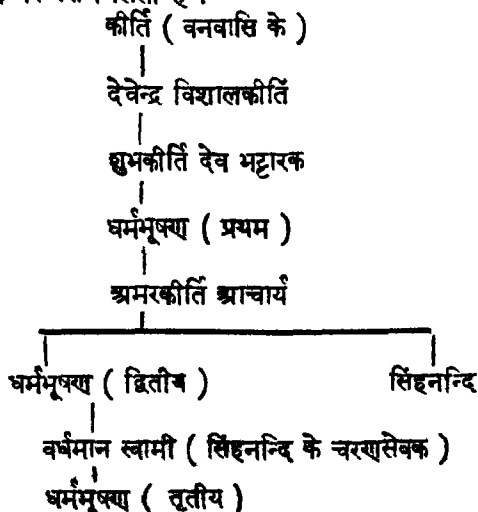 कीर्ति ( वनवासि के )
देवेन्द्र विशालकीर्ति
शुभकीर्ति देव भट्टारक
धर्मभूषण ( प्रथम )
अमरकीर्ति आचार्य
धर्मभूषण ( द्वितीय ) सिंहनन्दि
वर्धमान स्वामी ( सिंहनन्दि के चरणसेवक )
धर्मभूषण ( तृतीय )